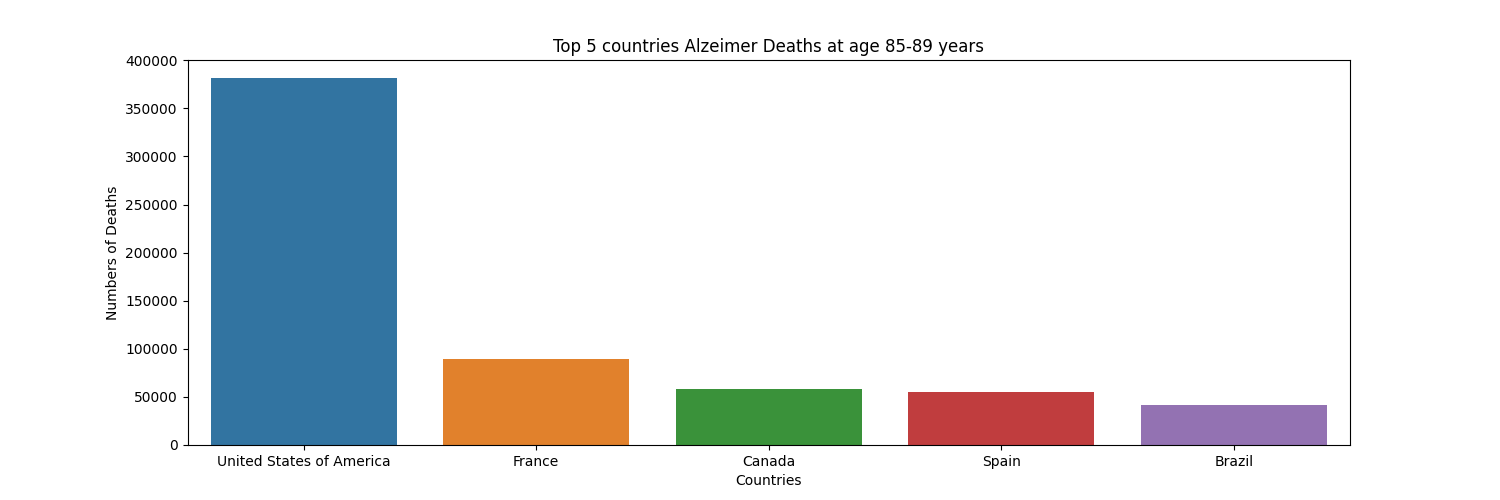 Top 5 countries Alzeimer Deaths at age 85-89 years
400000
350000
300000
250000
200000
150000
100000
50000
0
Numbers of Deaths
United States of America France Canada Spain Brazil
Countries